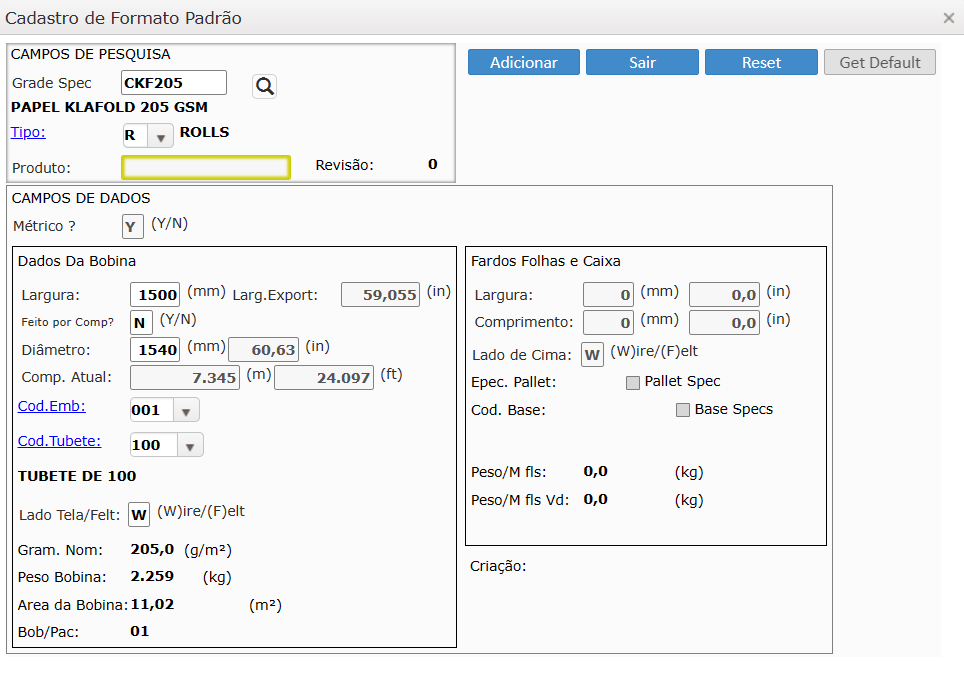 Cadastro de Formato Padrão ×
CAMPOS DE PESQUISA
Adicionar Sair Reset Get Default
Grade Spec CKF205
PAPEL KLAFOLD 205 GSM
Tipo: R ROLLS
Produto: Revisão: 0
CAMPOS DE DADOS
Métrico ? Y (Y/N)
Dados Da Bobina
Largura: 1500 (mm) Larg.Export: 59,055 (in)
Feito por Comp? N (Y/N)
Diâmetro: 1540 (mm) 60,63 (in)
Comp. Atual: 7.345 (m) 24.097 (ft)
Cod.Emb: 001
Cod.Tubete: 100
TUBETE DE 100
Lado Tela/Felt: W (W)ire/(F)elt
Gram. Nom: 205,0 (g/m²)
Peso Bobina: 2.259 (kg)
Area da Bobina: 11,02 (m²)
Bob/Pac: 01
Fardos Folhas e Caixa
Largura: 0 (mm) 0,0 (in)
Comprimento: 0 (mm) 0,0 (in)
Lado de Cima: W (W)ire/(F)elt
Epec. Pallet: Pallet Spec
Cod. Base: Base Specs
Peso/M fls: 0,0 (kg)
Peso/M fls Vd: 0,0 (kg)
Criação: